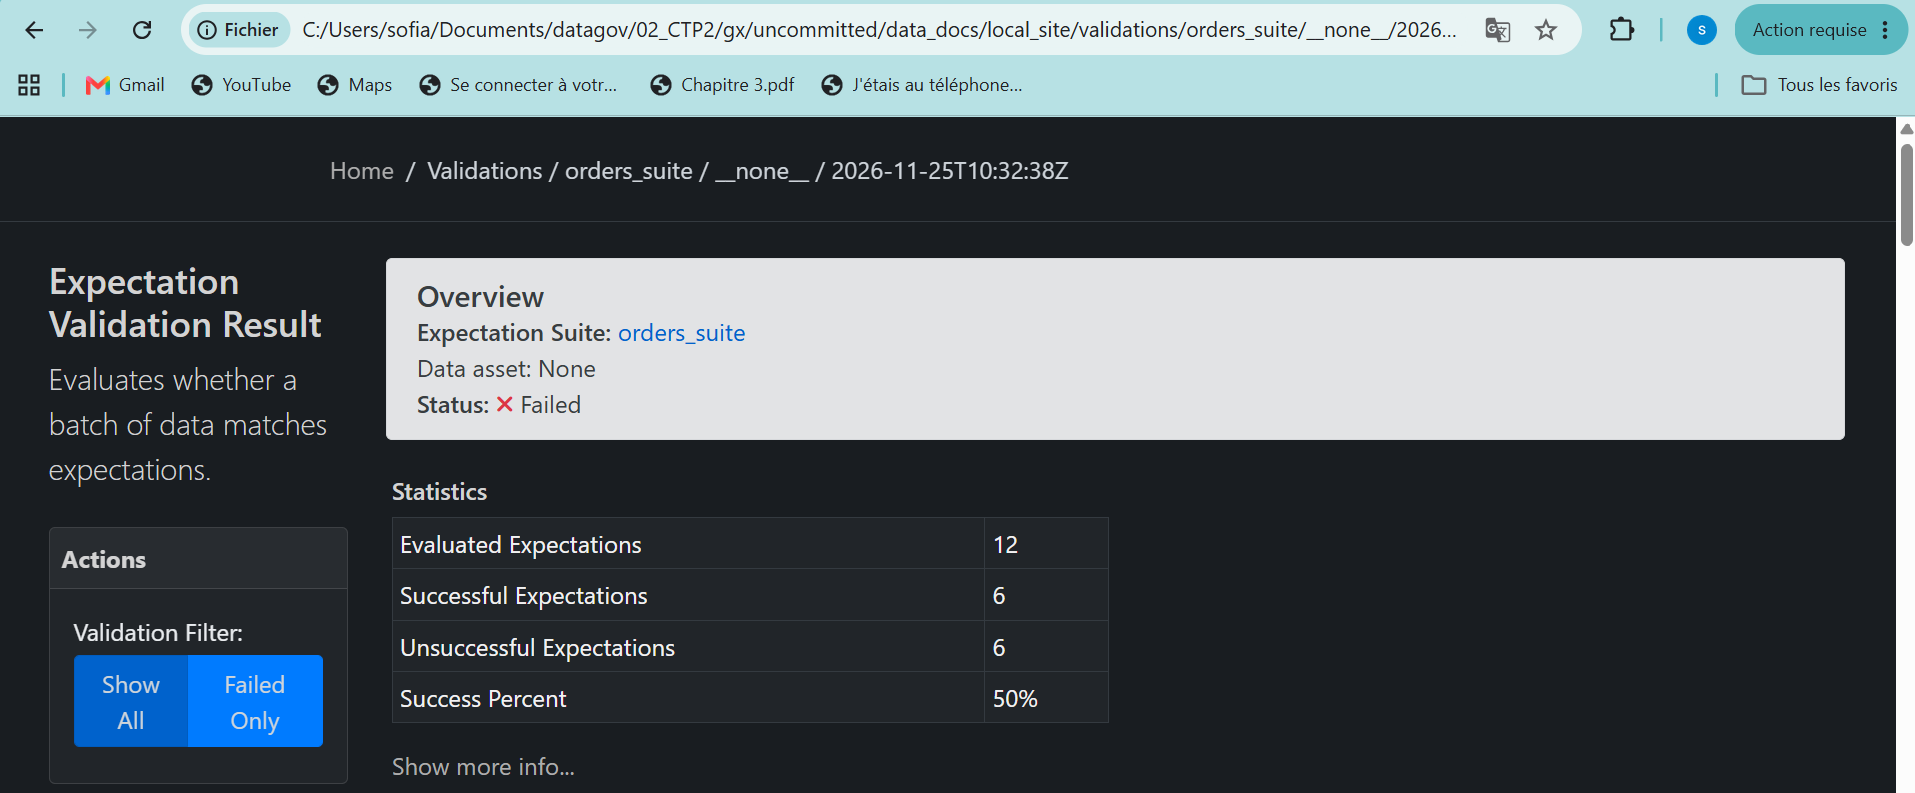 Fichier
C:/Users/sofia/Documents/datagov/02_CTP2/gx/uncommitted/data_docs/local_site/validations/orders_suite/__none__/2026...
S
Action requise
Gmail
YouTube
Maps
Se connecter à votr...
Chapitre 3.pdf
J'étais au téléphone...
Tous les favoris
Home / Validations / orders_suite / __none__ / 2026-11-25T10:32:38Z
Expectation
Validation Result
Evaluates whether a
batch of data matches
expectations.
Actions
Validation Filter:
Show
All
Failed
Only
Overview
Expectation Suite: orders_suite
Data asset: None
Status: ❌ Failed
Statistics
Evaluated Expectations 12
Successful Expectations 6
Unsuccessful Expectations 6
Success Percent 50%
Show more info...